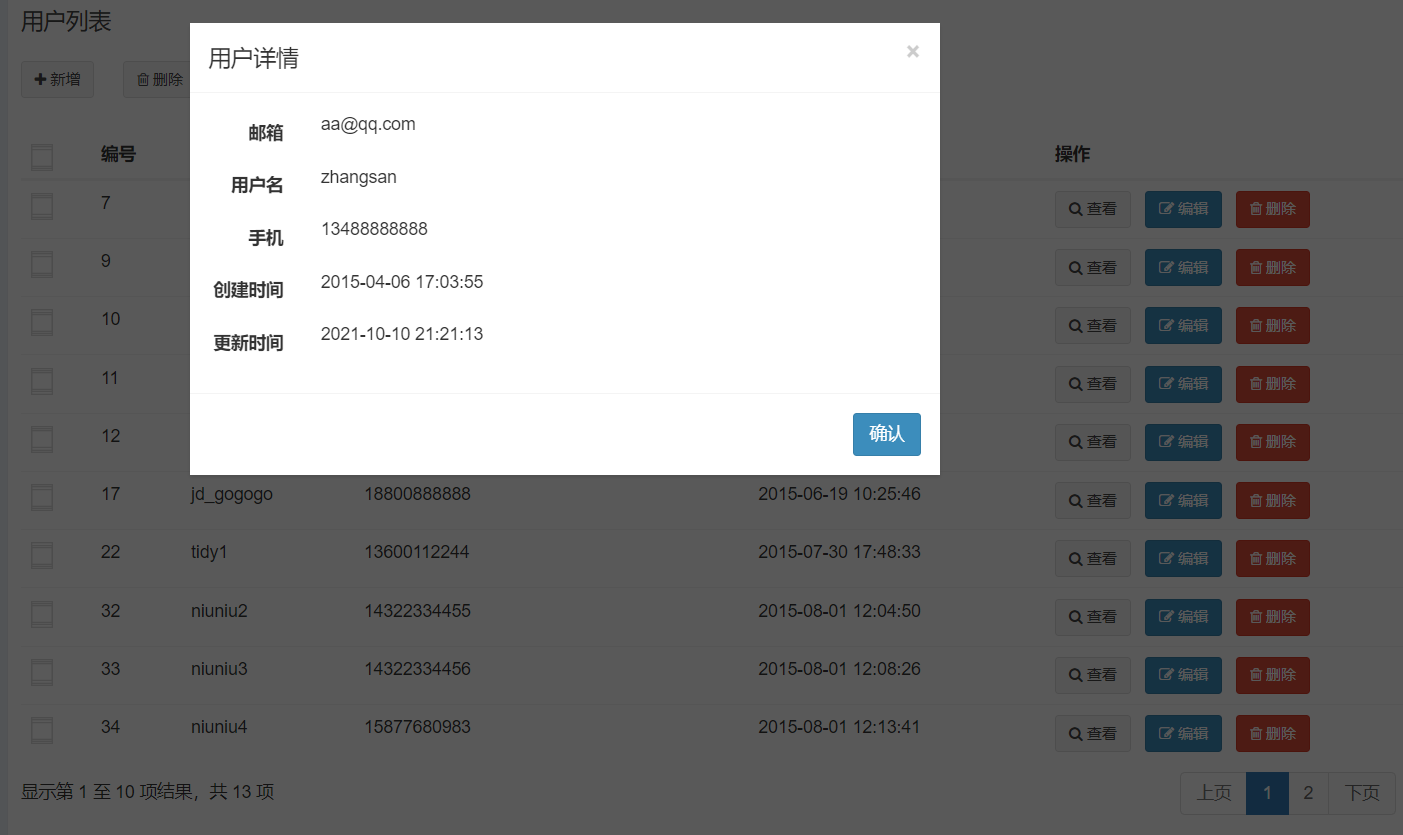 用户列表
新增 删除
用户详情 ×
邮箱 aa@qq.com
用户名 zhangsan
手机 13488888888
创建时间 2015-04-06 17:03:55
更新时间 2021-10-10 21:21:13
确认
编号 操作
7 查看 编辑 删除
9 查看 编辑 删除
10 查看 编辑 删除
11 查看 编辑 删除
12 查看 编辑 删除
17 jd_gogogo 18800888888 2015-06-19 10:25:46 查看 编辑 删除
22 tidy1 13600112244 2015-07-30 17:48:33 查看 编辑 删除
32 niuniu2 14322334455 2015-08-01 12:04:50 查看 编辑 删除
33 niuniu3 14322334456 2015-08-01 12:08:26 查看 编辑 删除
34 niuniu4 15877680983 2015-08-01 12:13:41 查看 编辑 删除
显示第 1 至 10 项结果，共 13 项 上页 1 2 下页